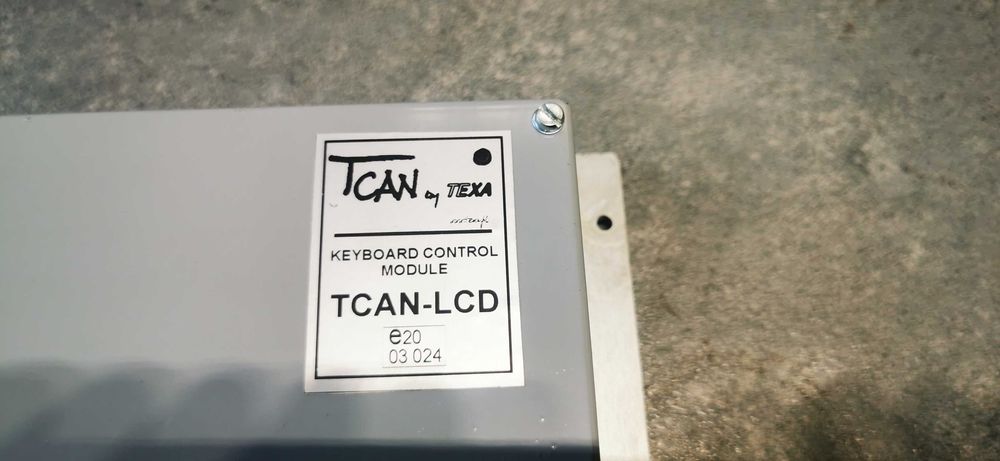 TCAN by TEXA
KEYBOARD CONTROL
MODULE
TCAN-LCD
e20
03 024